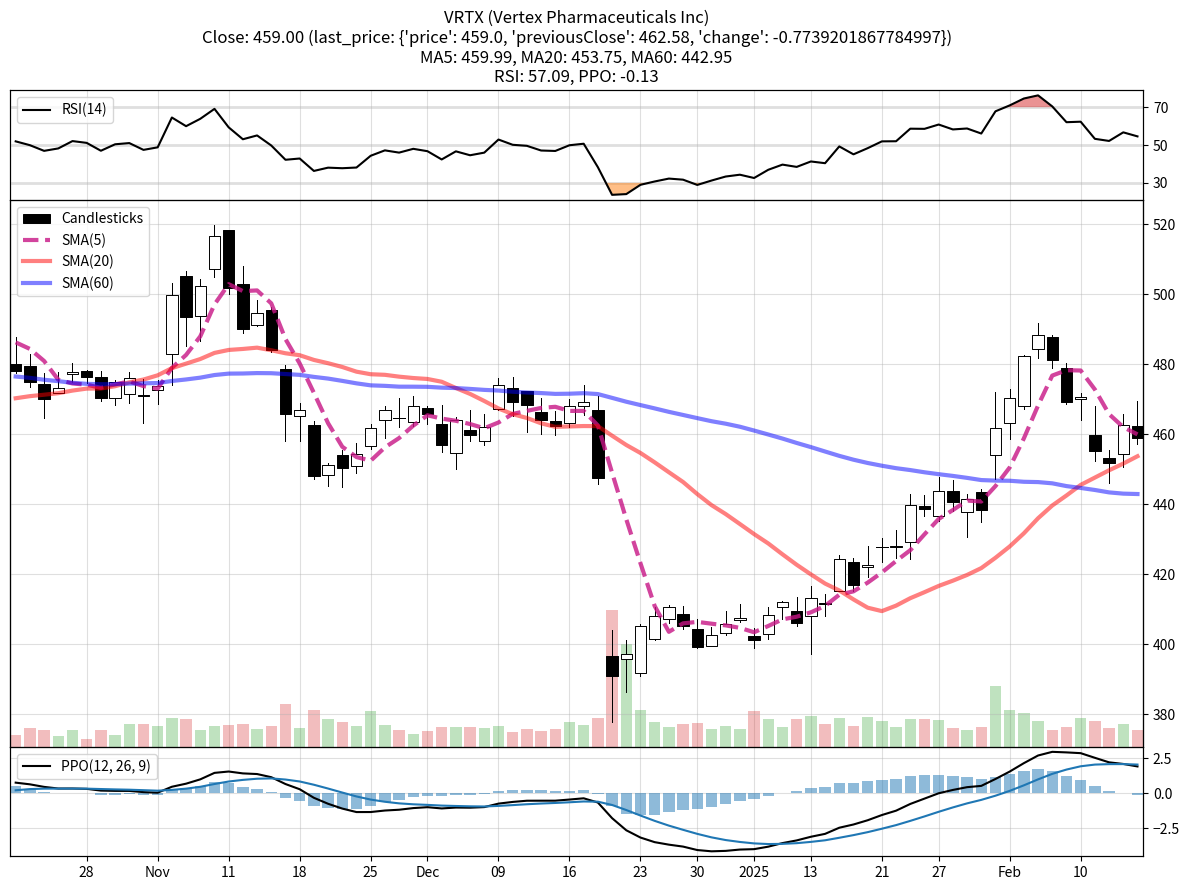 VRTX (Vertex Pharmaceuticals Inc)
Close: 459.00 (last_price: {'price': 459.0, 'previousClose': 462.58, 'change': -0.7739201867784997})
MA5: 459.99, MA20: 453.75, MA60: 442.95
RSI: 57.09, PPO: -0.13
RSI(14)
70
50
30
Candlesticks
SMA(5)
SMA(20)
SMA(60)
520
500
480
460
440
420
400
380
PPO(12, 26, 9)
2.5
0.0
−2.5
28 Nov 11 18 25 Dec 09 16 23 30 2025 13 21 27 Feb 10